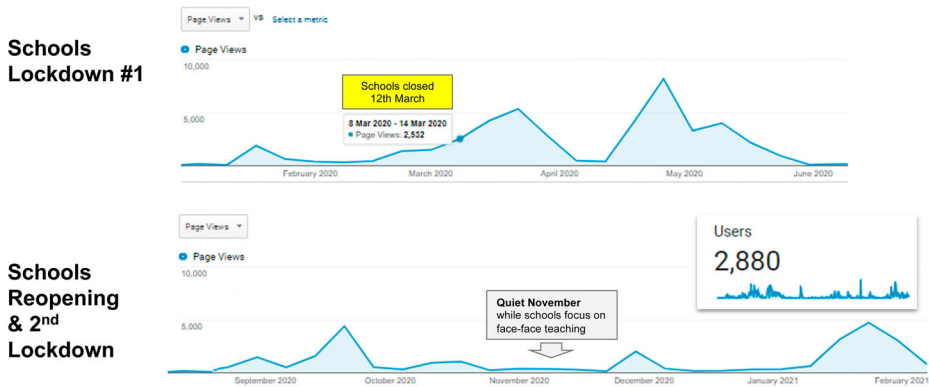 Page Views vs Select a metric
Page Views
Schools
Lockdown #1
10,000
5,000
Schools closed
12th March
8 Mar 2020 - 14 Mar 2020
Page Views: 2,532
February 2020 March 2020 April 2020 May 2020 June 2020
Page Views
Page Views
Users
2,880
Schools
Reopening
& 2nd
Lockdown
10,000
5,000
Quiet November
while schools focus on
face-face teaching
September 2020 October 2020 November 2020 December 2020 January 2021 February 2021